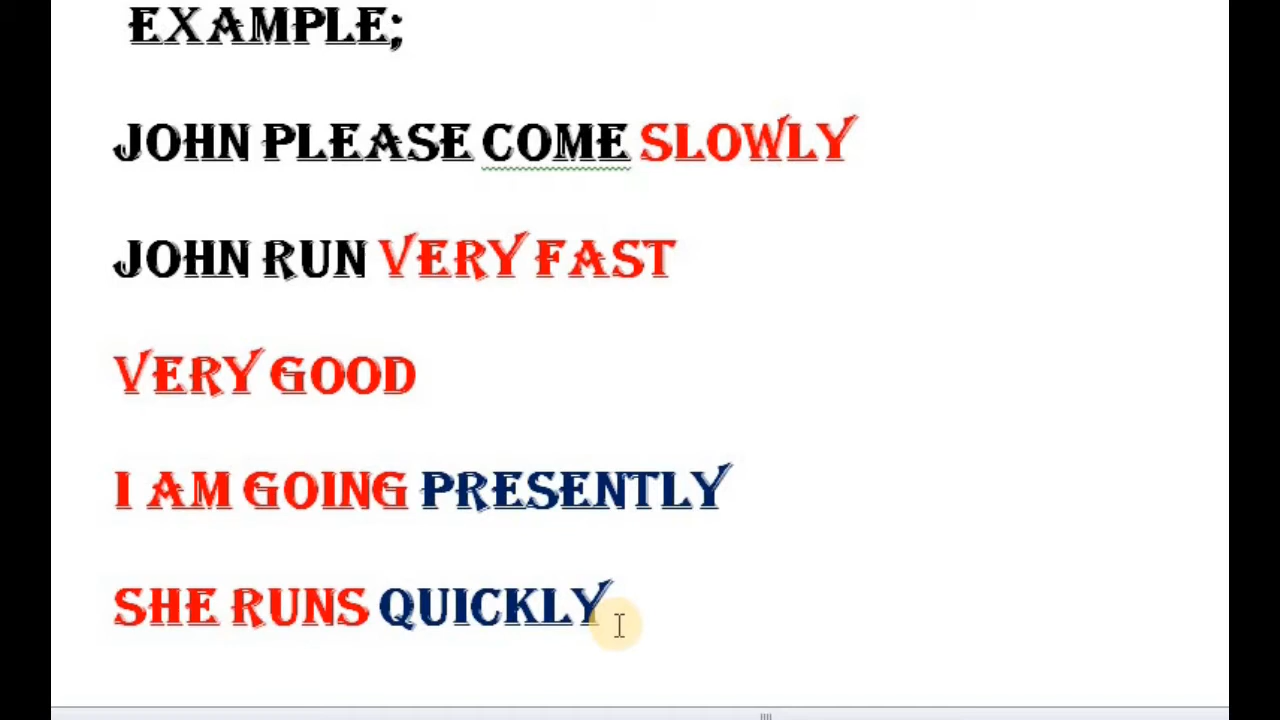 EXAMPLE;
JOHN PLEASE COME SLOWLY
JOHN RUN VERY FAST
VERY GOOD
I AM GOING PRESENTLY
SHE RUNS QUICKLY